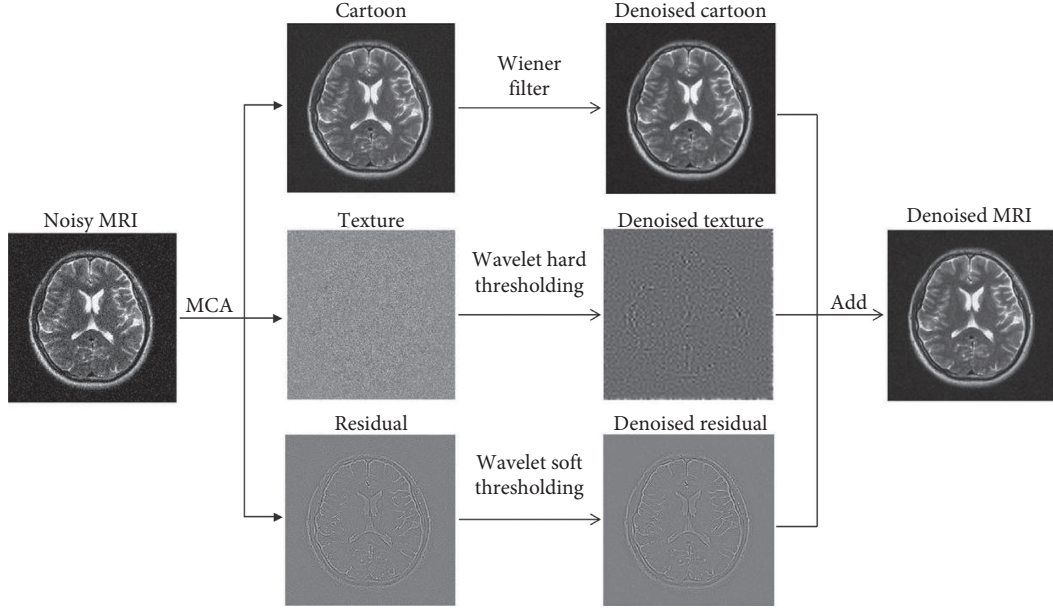 Cartoon
Denoised cartoon
Wiener
filter
Noisy MRI
Texture
Denoised texture
Denoised MRI
MCA
Wavelet hard
thresholding
Add
Residual
Denoised residual
Wavelet soft
thresholding